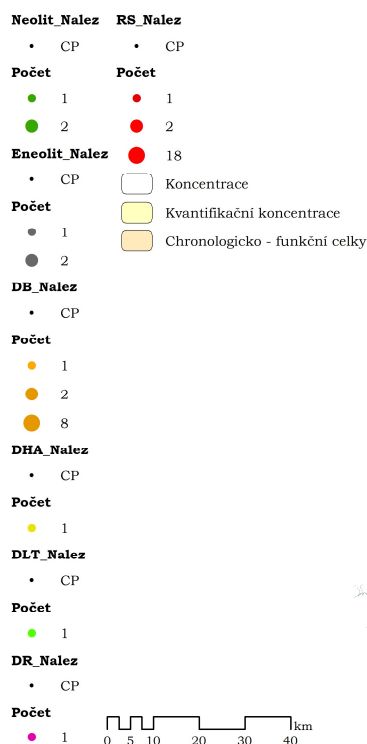 Neolit_Nalez
CP
Počet
1
2
Eneolit_Nalez
CP
Počet
1
2
DB_Nalez
CP
Počet
1
2
8
DHA_Nalez
CP
Počet
1
DLT_Nalez
CP
Počet
1
DR_Nalez
CP
Počet
1
RS_Nalez
CP
Počet
1
2
18
Koncentrace
Kvantifikační koncentrace
Chronologicko - funkční celky
km
0 5 10 20 30 40